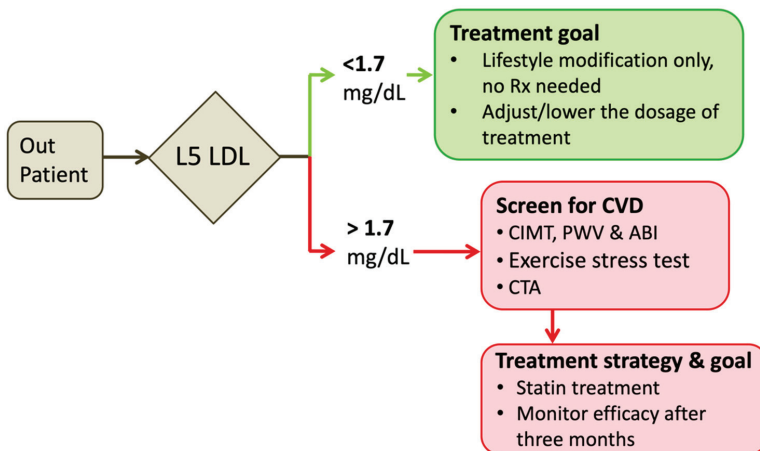 Out
Patient
L5 LDL
<1.7
mg/dL
Treatment goal
• Lifestyle modification only,
no Rx needed
• Adjust/lower the dosage of
treatment
> 1.7
mg/dL
Screen for CVD
• CIMT, PWV & ABI
• Exercise stress test
• CTA
Treatment strategy & goal
• Statin treatment
• Monitor efficacy after
three months